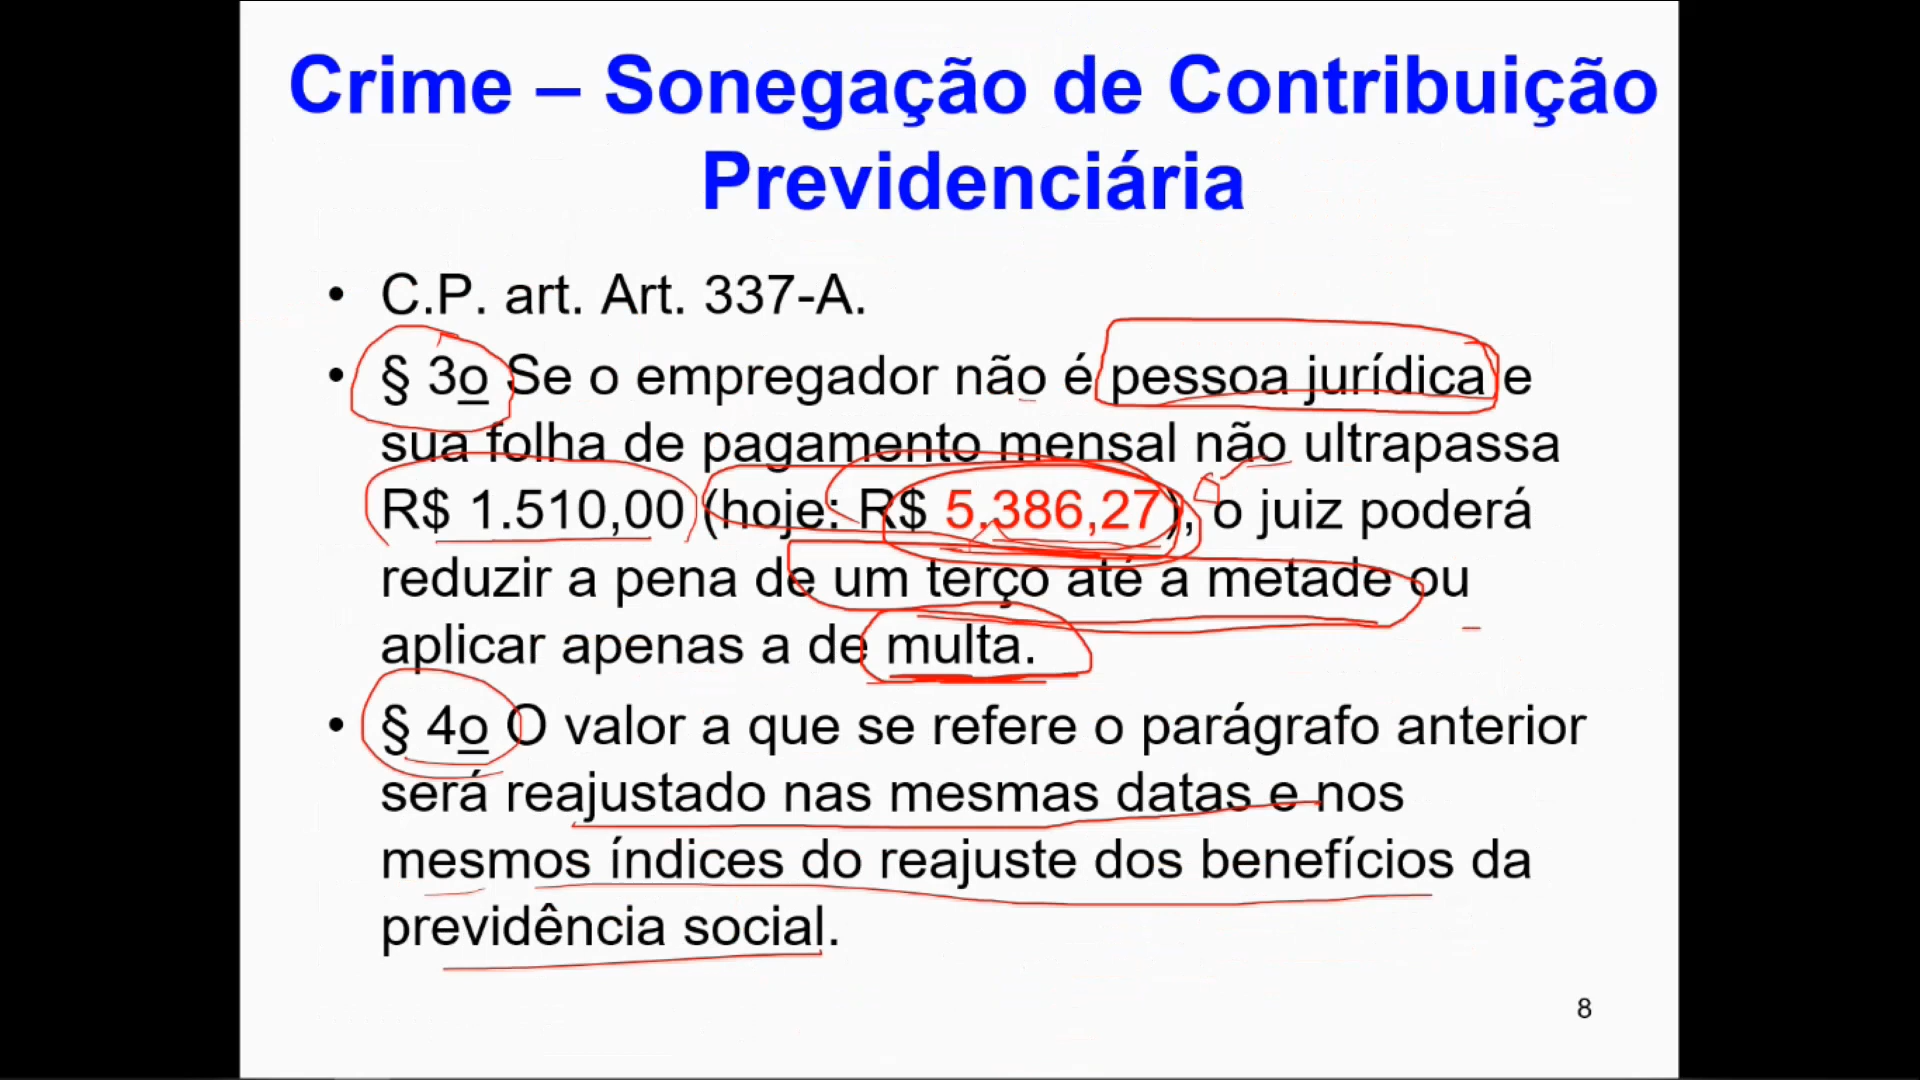 Crime – Sonegação de Contribuição
Previdenciária
• C.P. art. Art. 337-A.
• § 3o Se o empregador não é pessoa jurídica e
sua folha de pagamento mensal não ultrapassa
R$ 1.510,00 (hoje: R$ 5.386,27), o juiz poderá
reduzir a pena de um terço até a metade ou
aplicar apenas a de multa.
• § 4o O valor a que se refere o parágrafo anterior
será reajustado nas mesmas datas e nos
mesmos índices do reajuste dos benefícios da
previdência social.
8